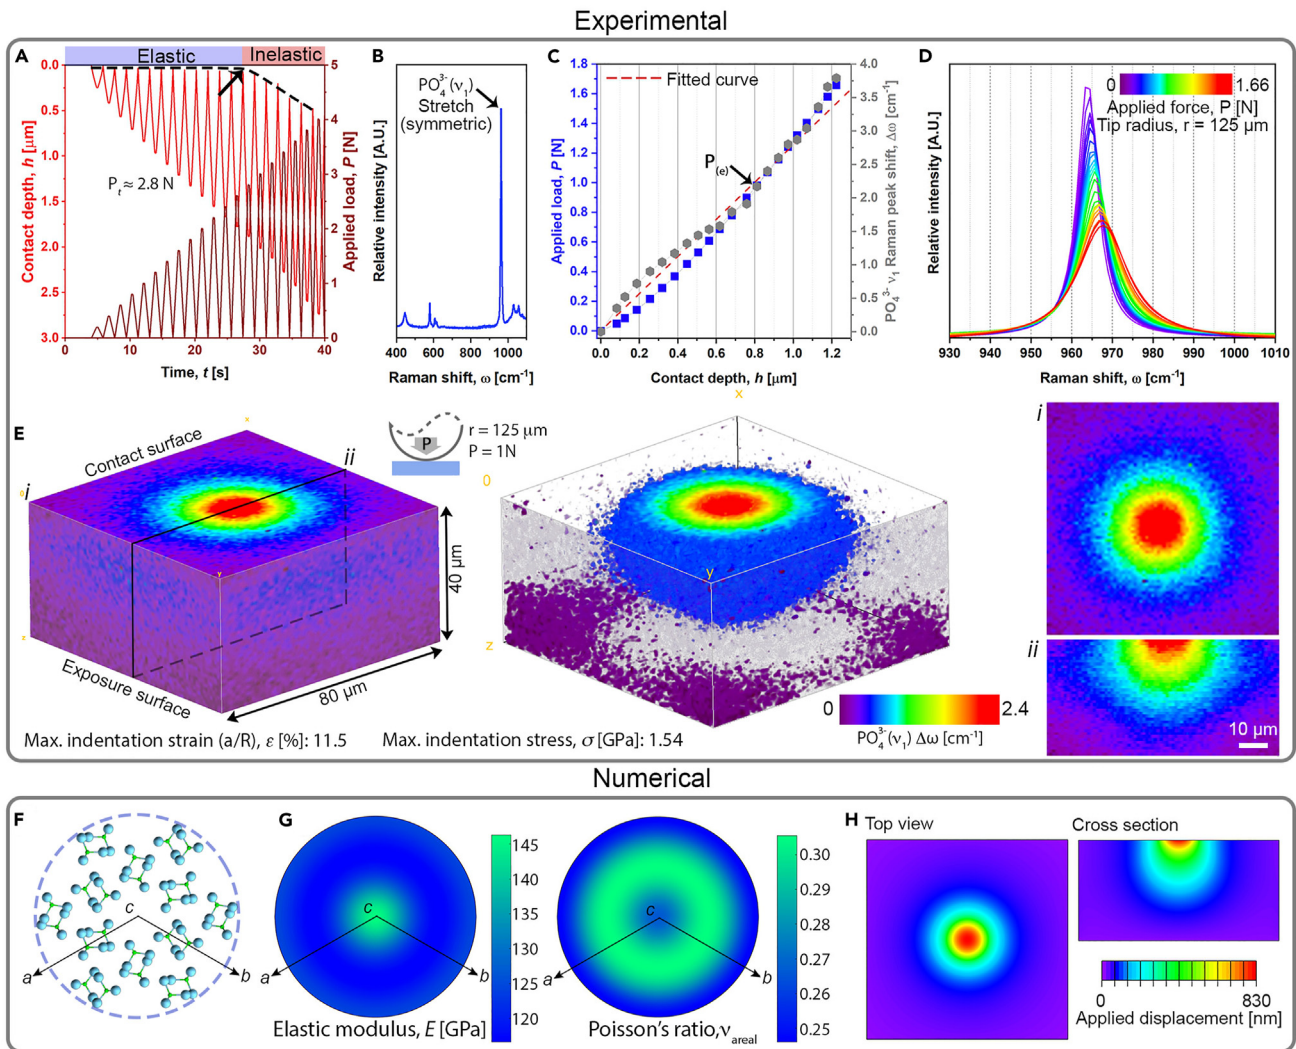 Experimental
A
Elastic
Inelastic
0.0
0.5
1.0
1.5
2.0
2.5
3.0
Contact depth, h [µm]
5
4
3
2
1
0
Applied load, P [N]
Pt ≈ 2.8 N
0 10 20 30 40
Time, t [s]
B
PO43-(ν1)
Stretch
(symmetric)
Relative intensity [A.U.]
400 600 800 1000
Raman shift, ω [cm-1]
C
Fitted curve
1.8
1.6
1.4
1.2
1.0
0.8
0.6
0.4
0.2
0.0
Applied load, P [N]
P(e)
4.0
3.5
3.0
2.5
2.0
1.5
1.0
0.5
0.0
PO43- ν1 Raman peak shift, Δω [cm-1]
0.0 0.2 0.4 0.6 0.8 1.0 1.2
Contact depth, h [µm]
D
0 1.66
Applied force, P [N]
Tip radius, r = 125 µm
Relative intensity [A.U.]
930 940 950 960 970 980 990 1000 1010
Raman shift, ω [cm-1]
E
Contact surface
x
ii
0
i
y
z
Exposure surface
40 µm
80 µm
P
r = 125 µm
P = 1N
x
0
y
z
Max. indentation strain (a/R), ε [%]: 11.5
Max. indentation stress, σ [GPa]: 1.54
0 2.4
PO43-(ν1) Δω [cm-1]
i
ii
10 µm
Numerical
F
c
a
b
G
c
a
b
Elastic modulus, E [GPa]
145
140
135
130
125
120
c
a
b
Poisson's ratio, νareal
0.30
0.29
0.28
0.27
0.26
0.25
H
Top view
Cross section
0 830
Applied displacement [nm]